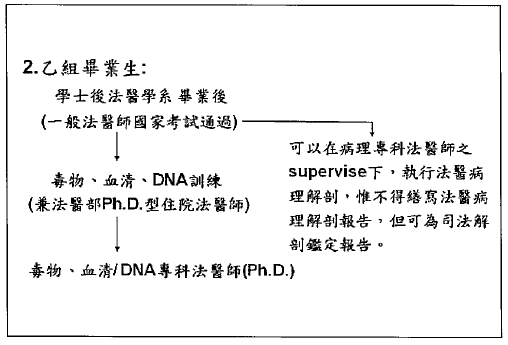 2.乙組畢業生:
學士後法醫學系 畢業後
(一般法醫師國家考試通過)
可以在病理專科法醫師之
supervise下，執行法醫病
理解剖，惟不得繕寫法醫病
理解剖報告，但可為司法解
剖鑑定報告。
毒物、血清、DNA訓練
(兼法醫部Ph.D.型住院法醫師)
毒物、血清/DNA專科法醫師(Ph.D.)